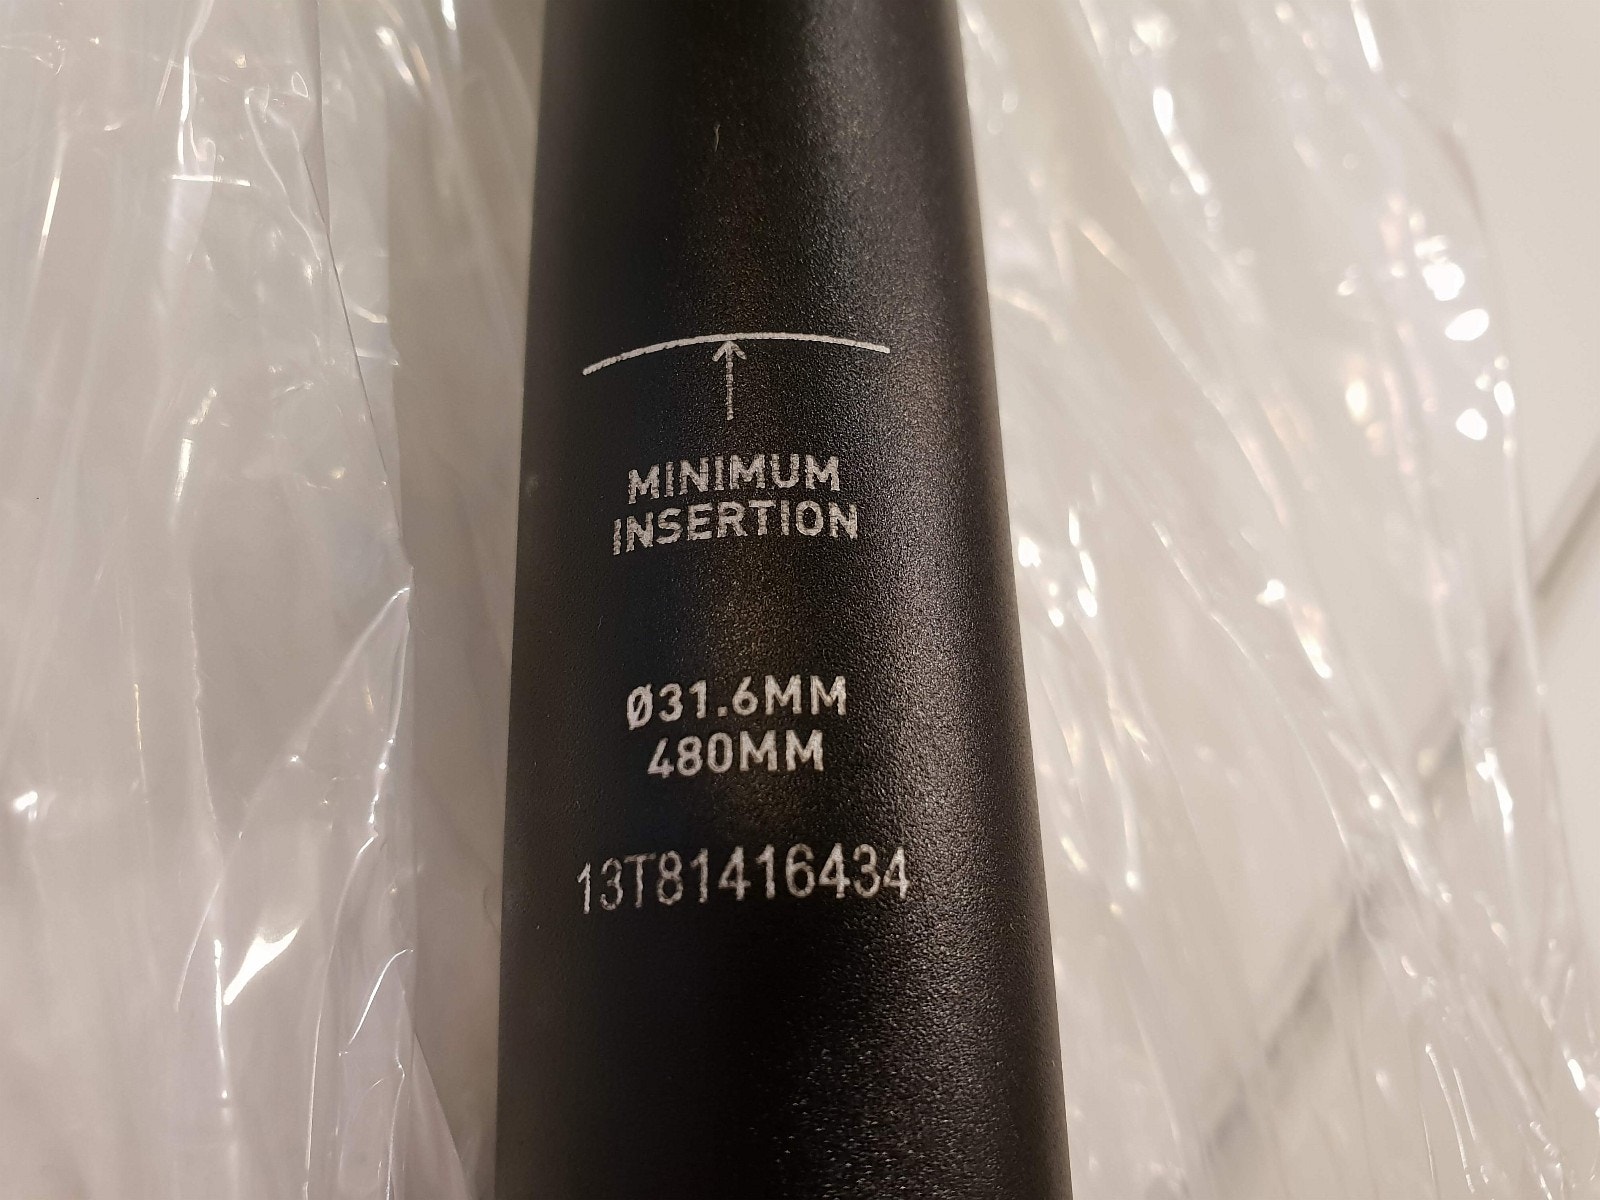 MINIMUM
INSERTION
Ø31.6MM
480MM
13T81416434